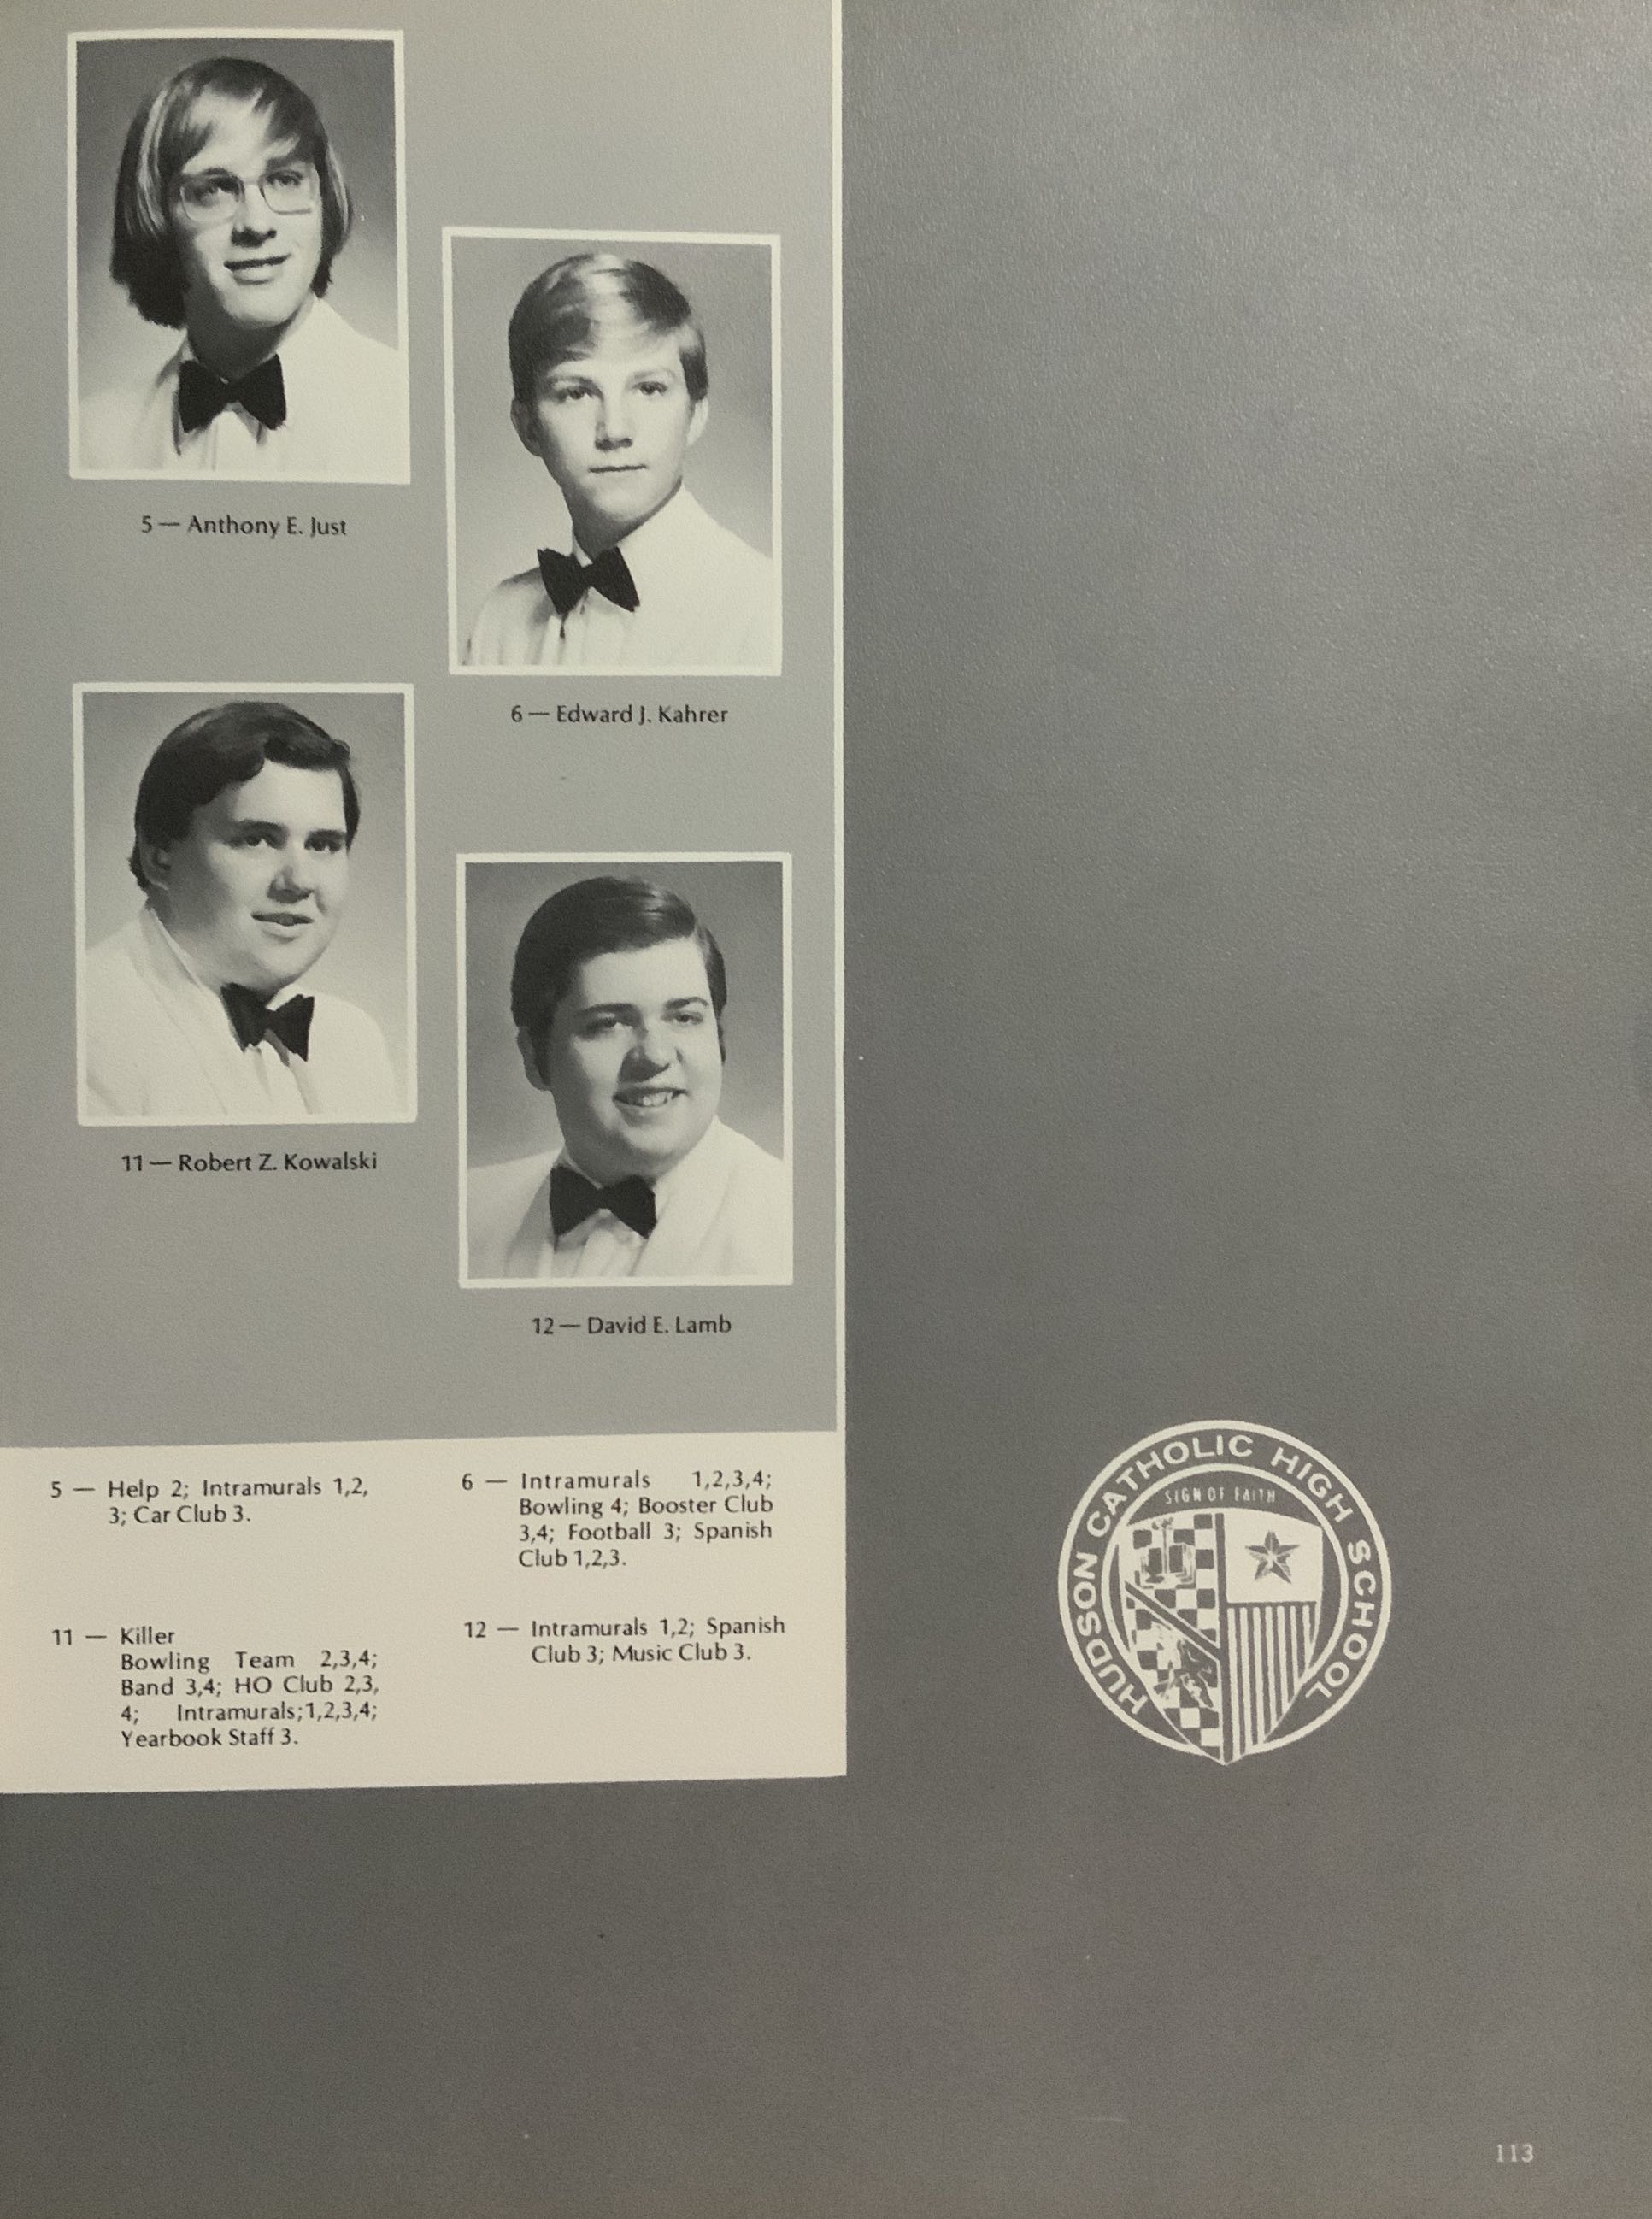 5 — Anthony E. Just
6 — Edward J. Kahrer
11 — Robert Z. Kowalski
12 — David E. Lamb
5 — Help 2; Intramurals 1,2,
3; Car Club 3.
6 — Intramurals 1,2,3,4;
Bowling 4; Booster Club
3,4; Football 3; Spanish
Club 1,2,3.
11 — Killer
Bowling Team 2,3,4;
Band 3,4; HO Club 2,3,
4; Intramurals;1,2,3,4;
Yearbook Staff 3.
12 — Intramurals 1,2; Spanish
Club 3; Music Club 3.
HUDSON CATHOLIC HIGH SCHOOL
SIGN OF FAITH
113